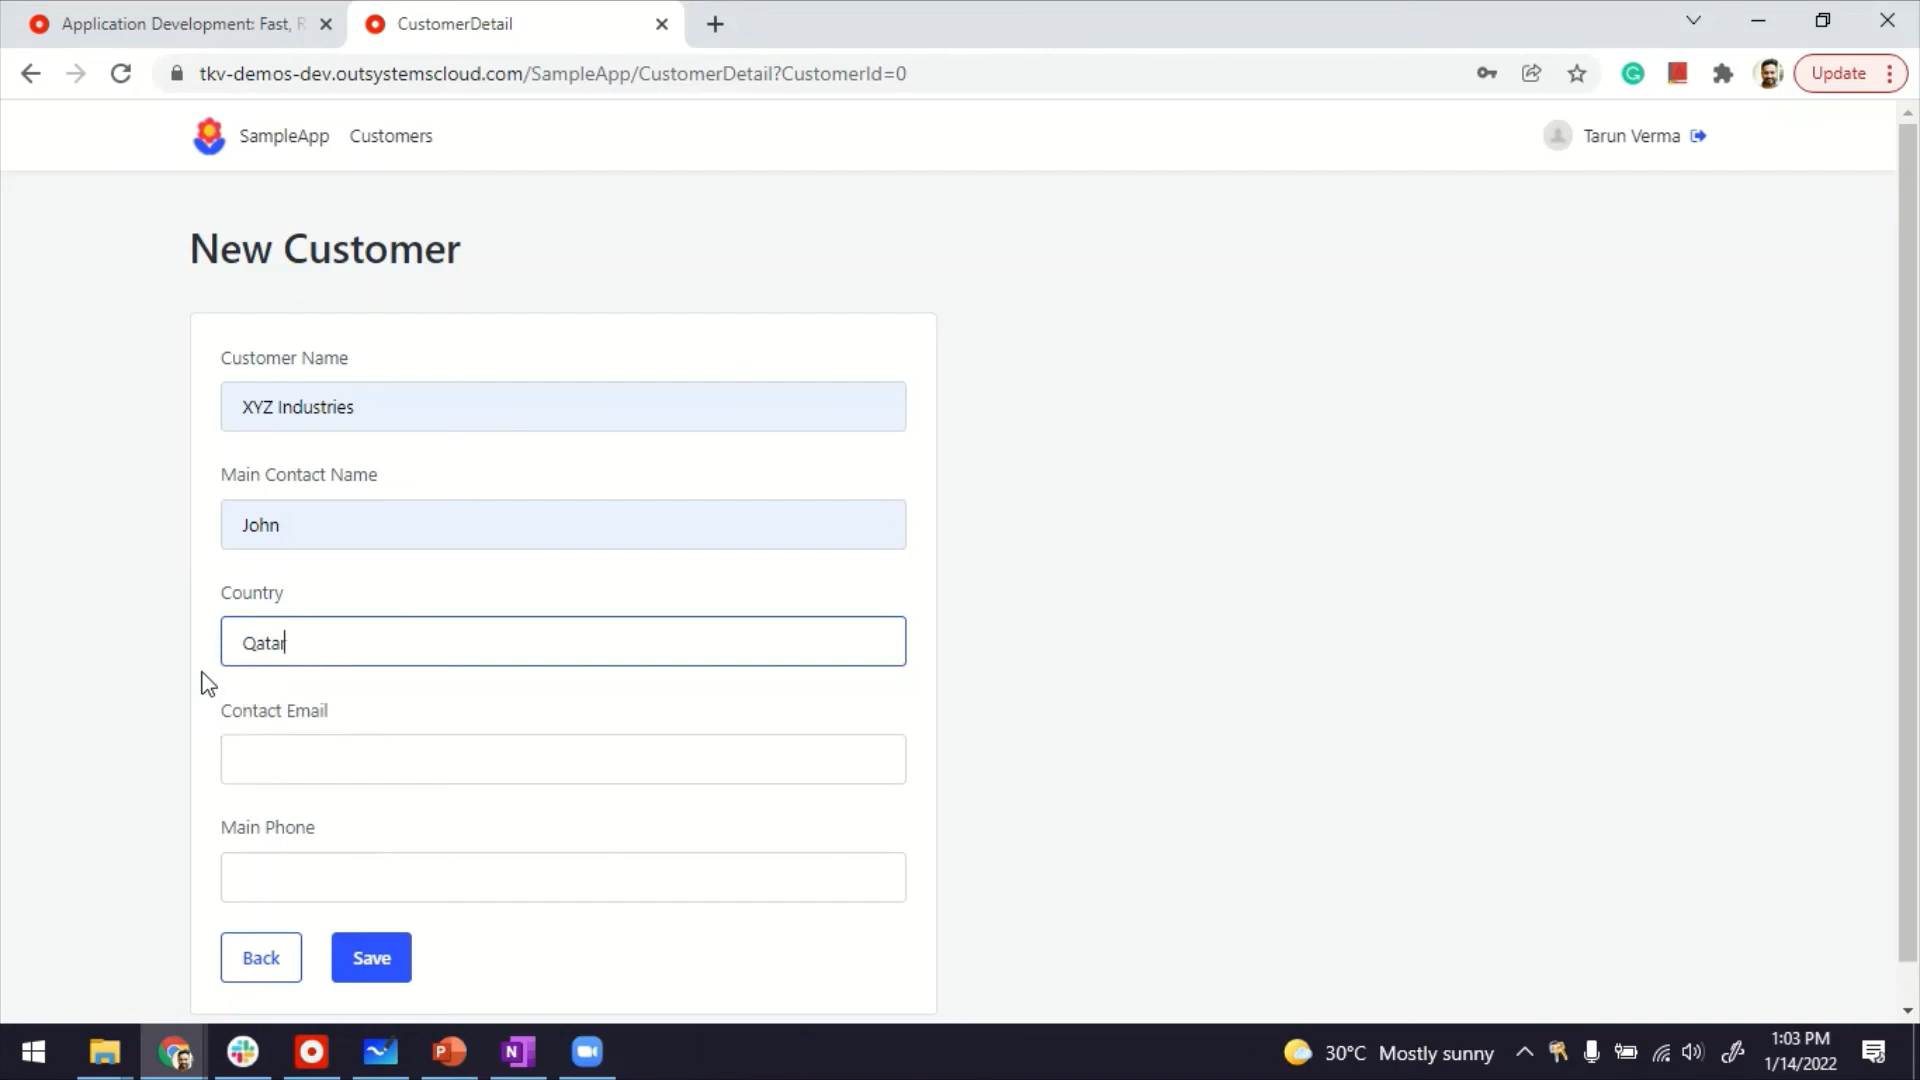 Application Development: Fast, R
CustomerDetail
tkv-demos-dev.outsystemscloud.com/SampleApp/CustomerDetail?CustomerId=0
Update
SampleApp Customers
Tarun Verma
New Customer
Customer Name
XYZ Industries
Main Contact Name
John
Country
Qatar
Contact Email
Main Phone
Back Save
30°C Mostly sunny
1:03 PM
1/14/2022